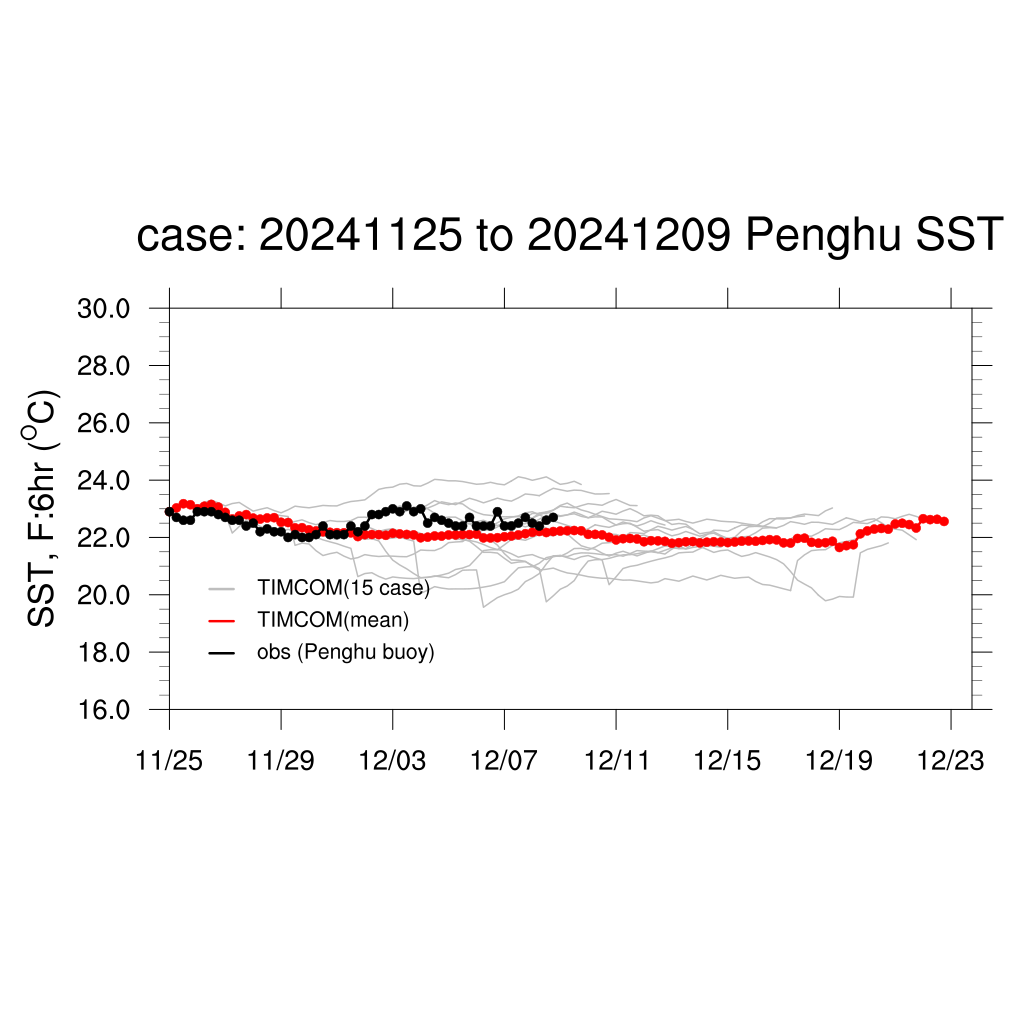 case: 20241125 to 20241209 Penghu SST
30.0
28.0
26.0
24.0
22.0
20.0
18.0
16.0
SST, F:6hr (°C)
TIMCOM(15 case)
TIMCOM(mean)
obs (Penghu buoy)
11/25 11/29 12/03 12/07 12/11 12/15 12/19 12/23